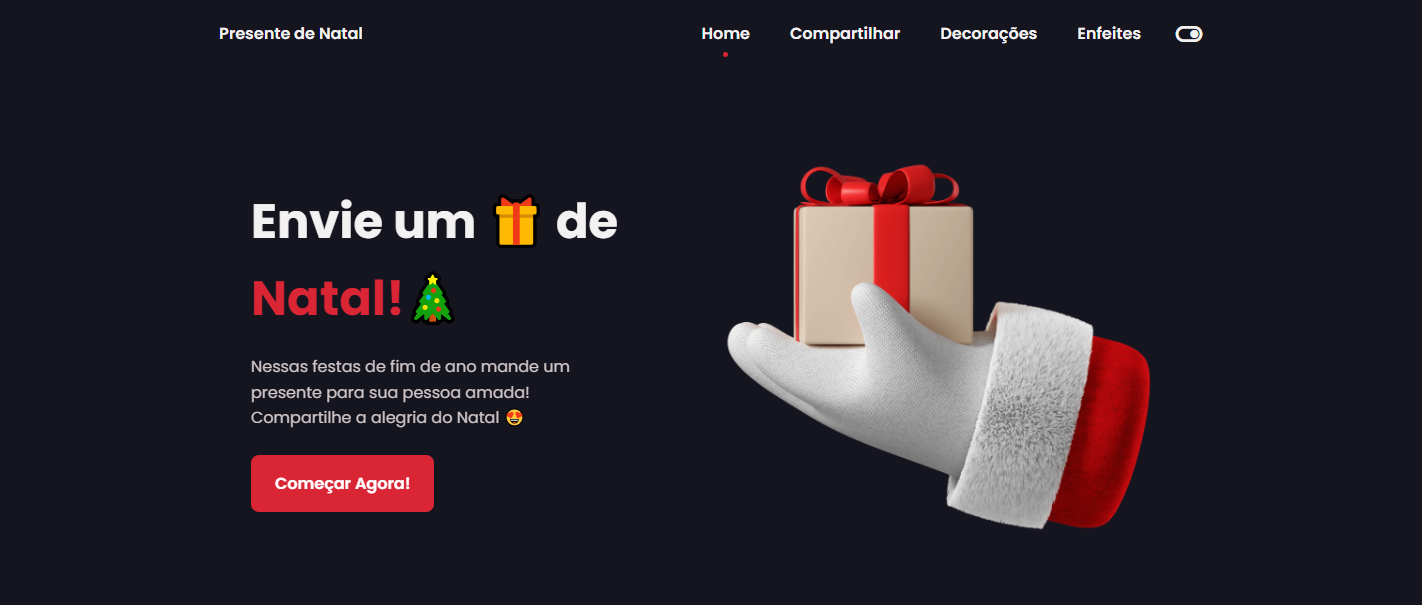 Presente de Natal
Home
Compartilhar
Decorações
Enfeites
Envie um 🎁 de
Natal!🎄
Nessas festas de fim de ano mande um
presente para sua pessoa amada!
Compartilhe a alegria do Natal 🤩
Começar Agora!